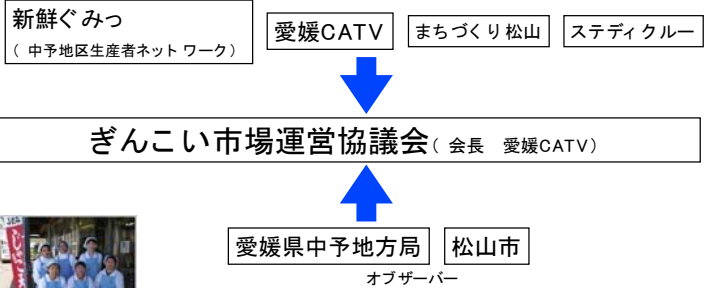 新鮮ぐみっ
(中予地区生産者ネットワーク)
愛媛CATV
まちづくり松山
ステディクルー
ぎんこい市場運営協議会(会長 愛媛CATV)
愛媛県中予地方局
松山市
オブザーバー